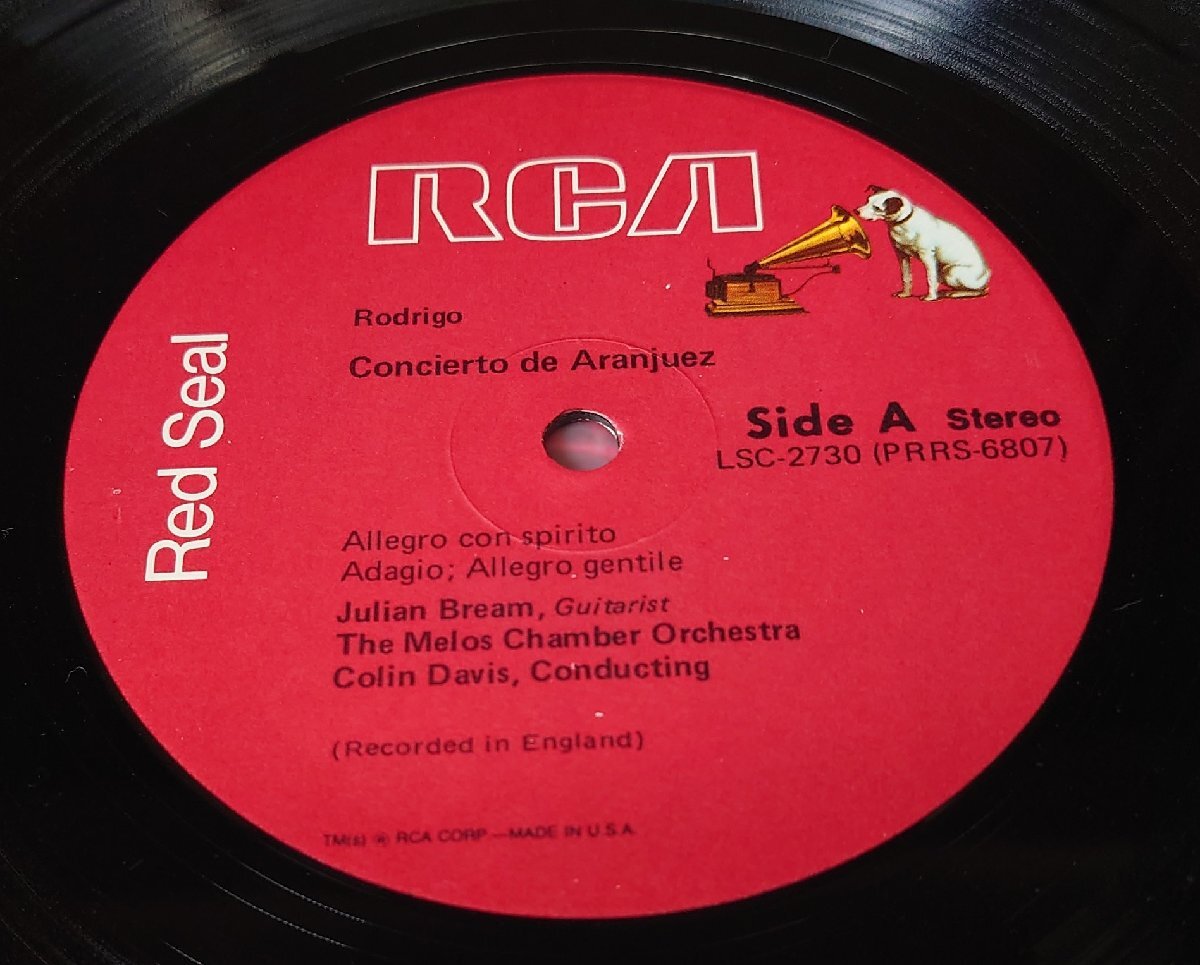 RCA
Rodrigo
Concierto de Aranjuez
Red Seal
Side A Stereo
LSC-2730 (PRRS-6807)
Allegro con spirito
Adagio; Allegro gentile
Julian Bream, Guitarist
The Melos Chamber Orchestra
Colin Davis, Conducting
(Recorded in England)
TM(s) ® RCA CORP —MADE IN U.S.A.